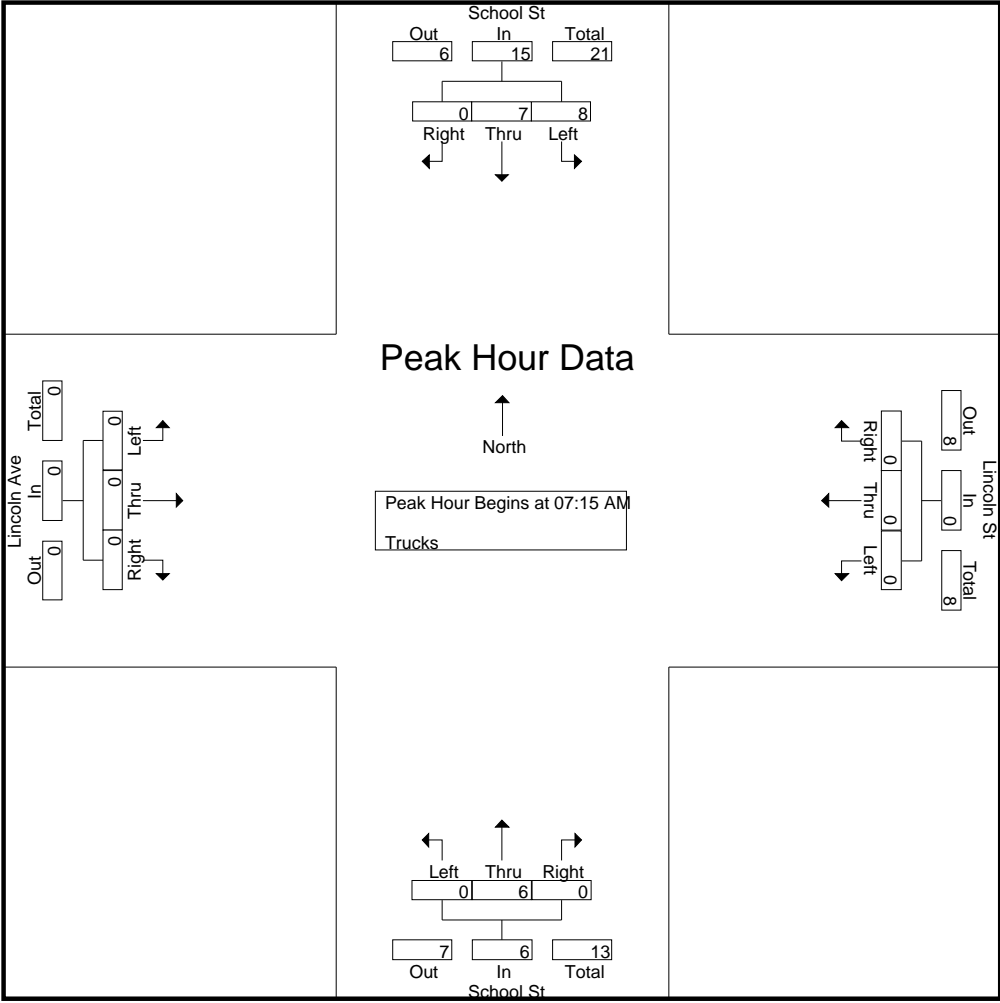 School St
Out In Total
6 15 21
0 7 8
Right Thru Left
Peak Hour Data
North
Peak Hour Begins at 07:15 AM
Trucks
Lincoln Ave
Total In Out
0 0 0
0 0 0
Left Thru Right
Right Thru Left
0 0 0
Out In Total
8 0 8
Lincoln St
Left Thru Right
0 6 0
7 6 13
Out In Total
School St